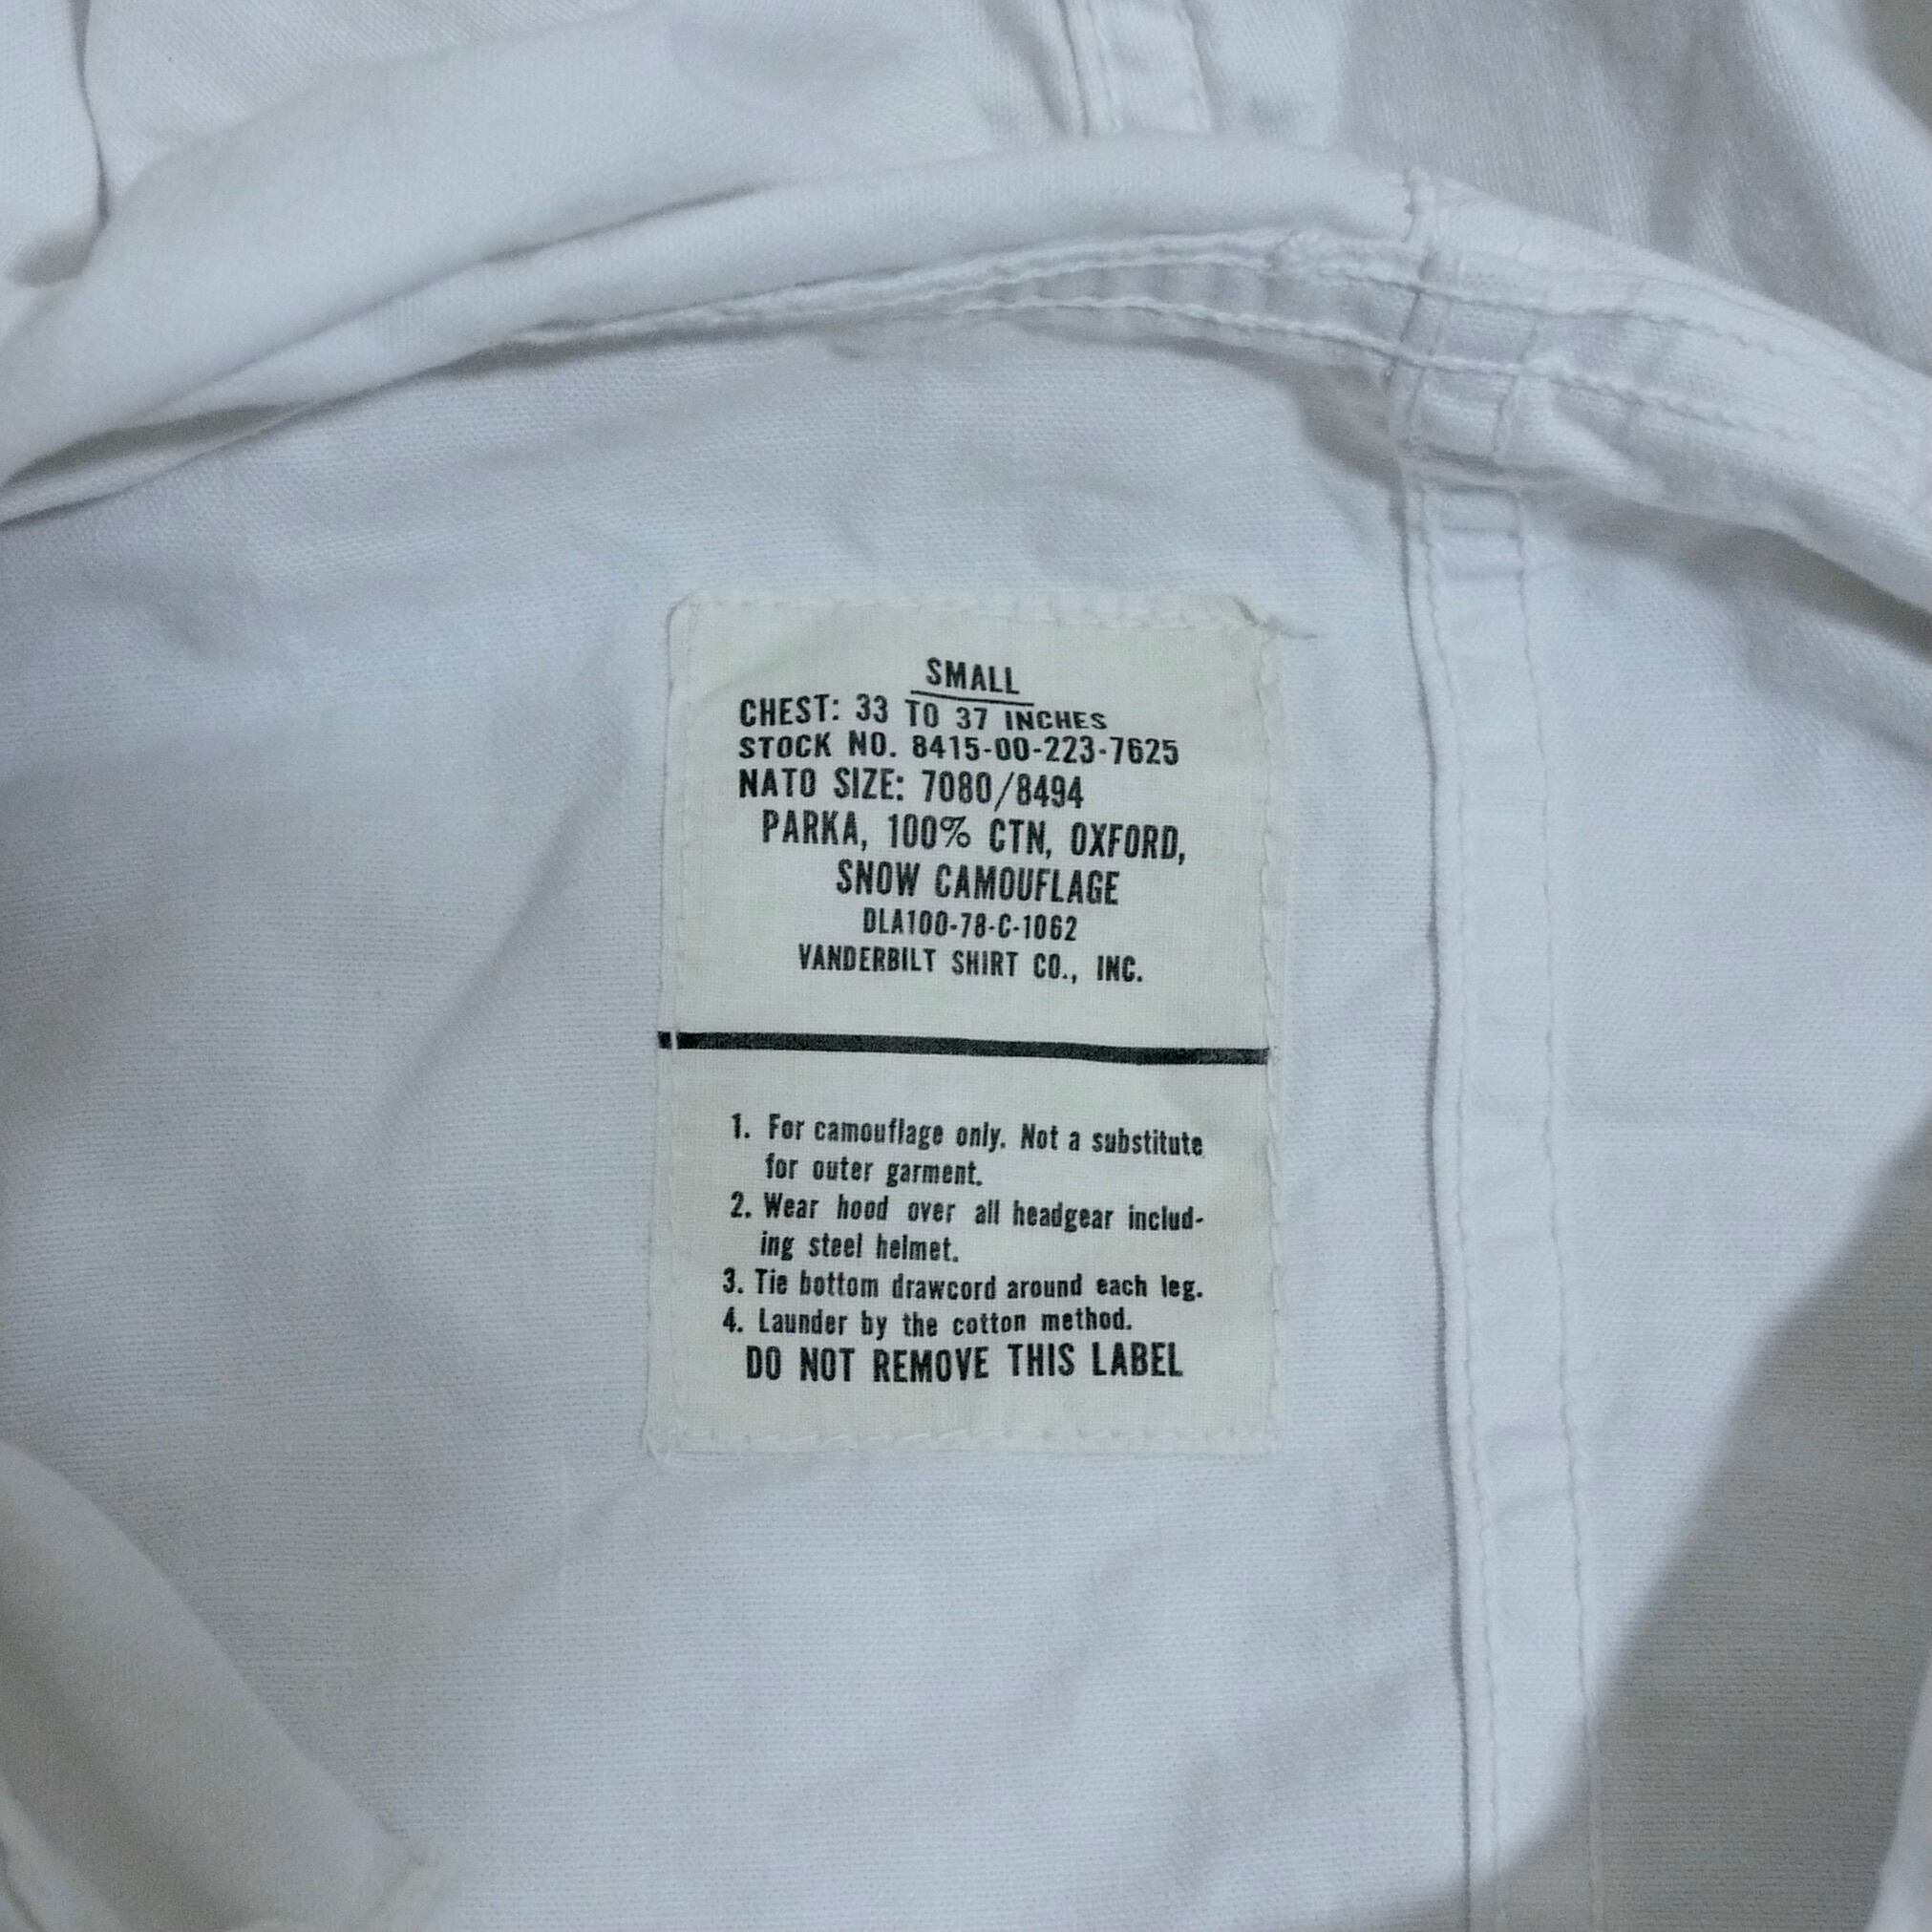 SMALL
CHEST: 33 TO 37 INCHES
STOCK NO. 8415-00-223-7625
NATO SIZE: 7080/8494
PARKA, 100% CTN, OXFORD,
SNOW CAMOUFLAGE
DLA100-78-C-1062
VANDERBILT SHIRT CO., INC.
1. For camouflage only. Not a substitute
for outer garment.
2. Wear hood over all headgear includ-
ing steel helmet.
3. Tie bottom drawcord around each leg.
4. Launder by the cotton method.
DO NOT REMOVE THIS LABEL